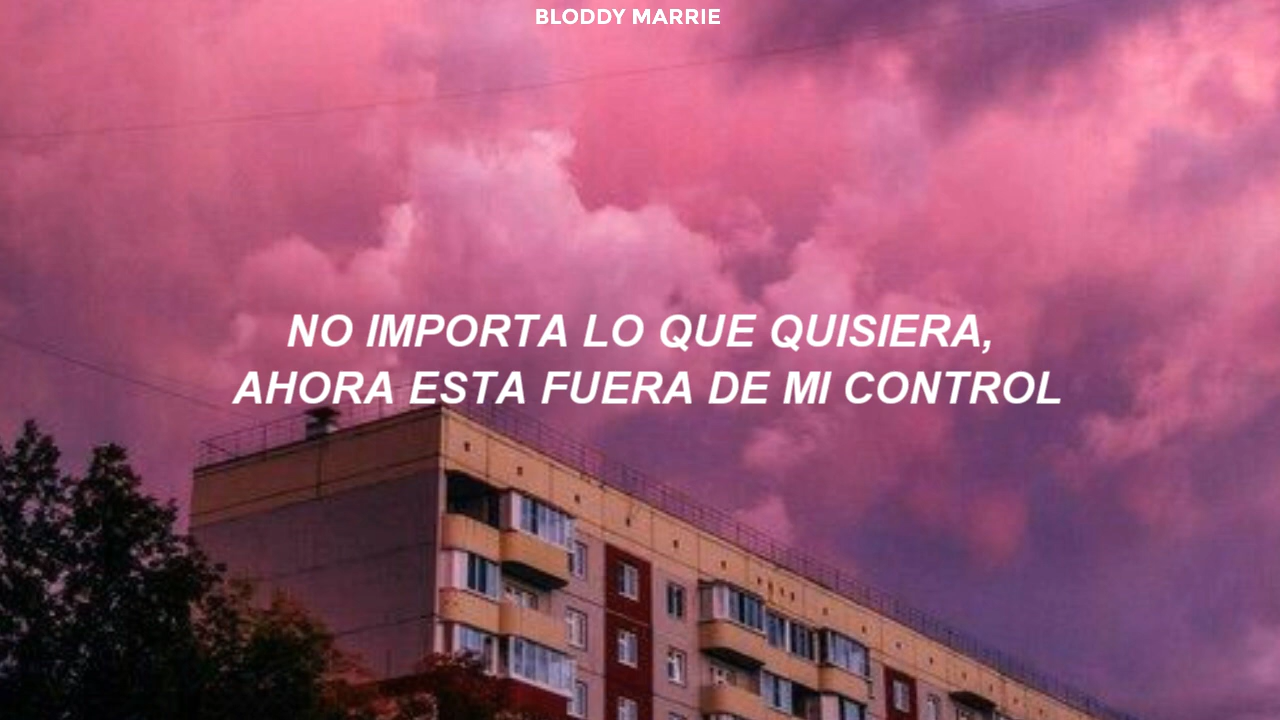 BLODDY MARRIE
NO IMPORTA LO QUE QUISIERA,
AHORA ESTA FUERA DE MI CONTROL